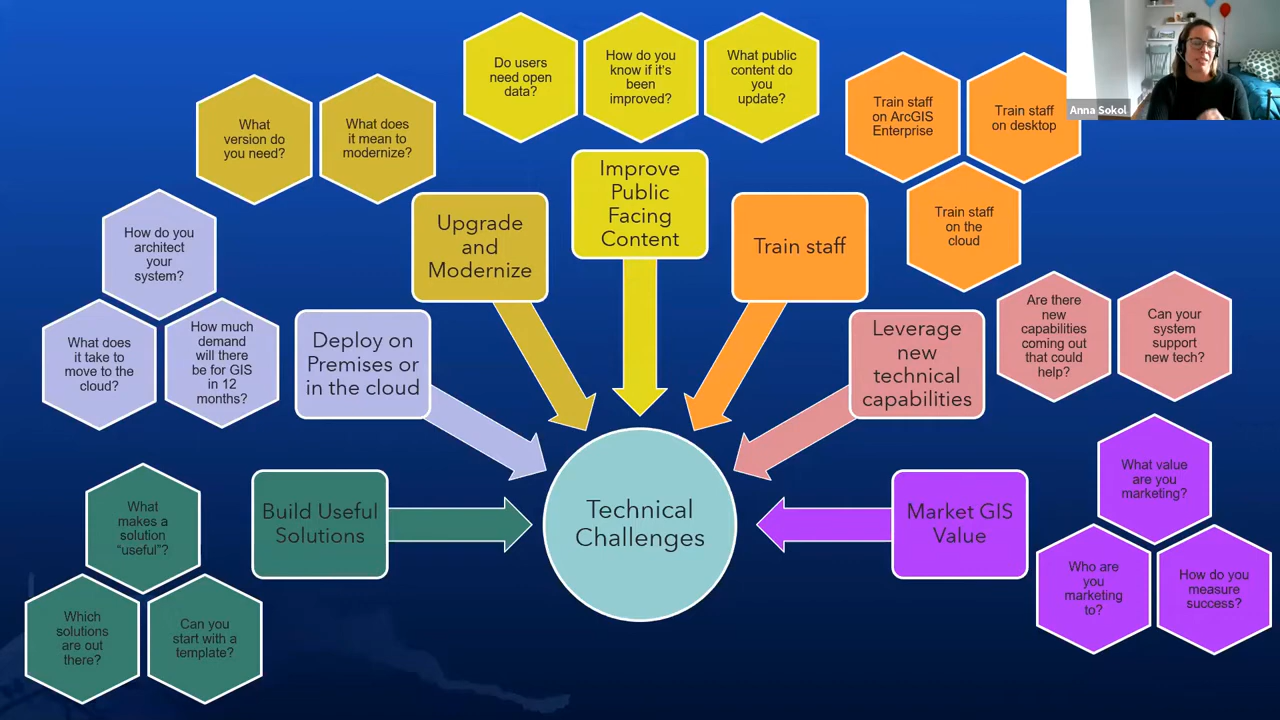 Do users
need open
data?
How do you
know if it's
been
improved?
What public
content do
you
update?
Anna Sokol
What
version do
you need?
What does
it mean to
modernize?
Train staff
on ArcGIS
Enterprise
Train staff
on desktop
Train staff
on the
cloud
Improve
Public
Facing
Content
Upgrade
and
Modernize
Train staff
How do you
architect
your
system?
What does
it take to
move to the
cloud?
How much
demand
will there
be for GIS
in 12
months?
Deploy on
Premises or
in the cloud
Leverage
new
technical
capabilities
Are there
new
capabilities
coming out
that could
help?
Can your
system
support
new tech?
What
makes a
solution
“useful”?
Which
solutions
are out
there?
Can you
start with a
template?
Build Useful
Solutions
Technical
Challenges
Market GIS
Value
What value
are you
marketing?
Who are
you
marketing
to?
How do you
measure
success?